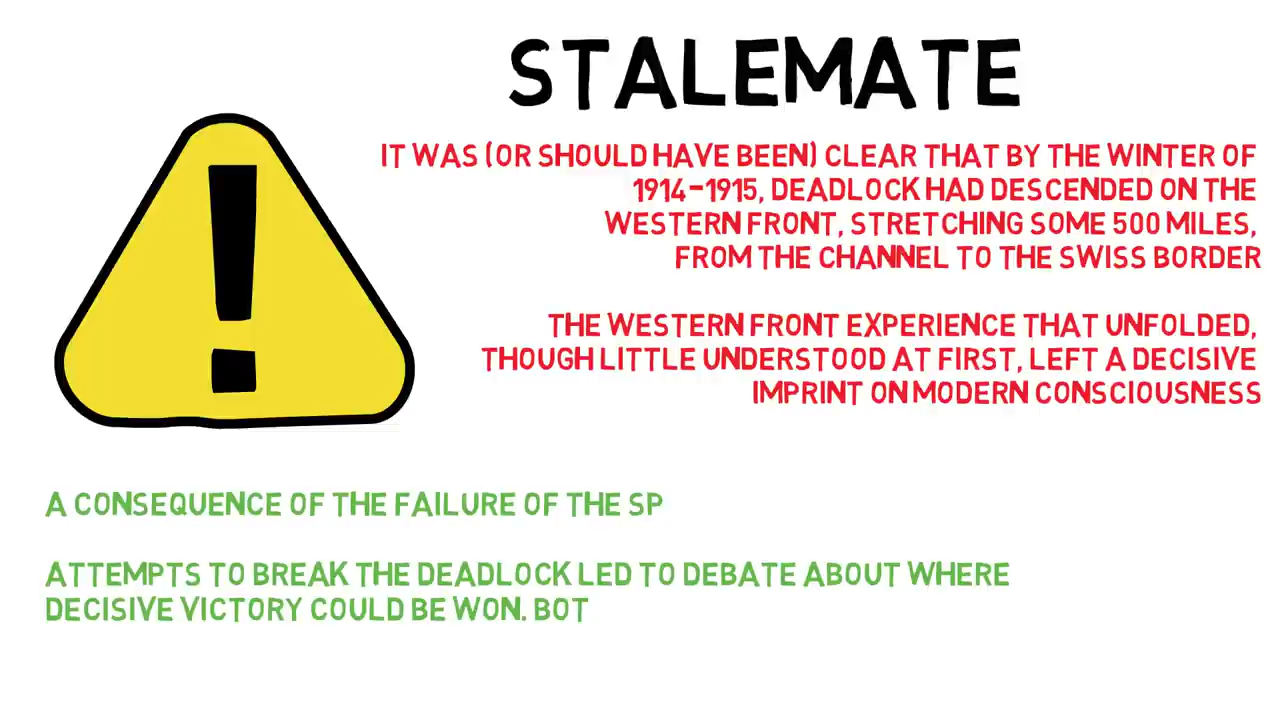 STALEMATE
IT WAS (OR SHOULD HAVE BEEN) CLEAR THAT BY THE WINTER OF
1914-1915, DEADLOCK HAD DESCENDED ON THE
WESTERN FRONT, STRETCHING SOME 500 MILES,
FROM THE CHANNEL TO THE SWISS BORDER
THE WESTERN FRONT EXPERIENCE THAT UNFOLDED,
THOUGH LITTLE UNDERSTOOD AT FIRST, LEFT A DECISIVE
IMPRINT ON MODERN CONSCIOUSNESS
A CONSEQUENCE OF THE FAILURE OF THE SP
ATTEMPTS TO BREAK THE DEADLOCK LED TO DEBATE ABOUT WHERE
DECISIVE VICTORY COULD BE WON. BOT